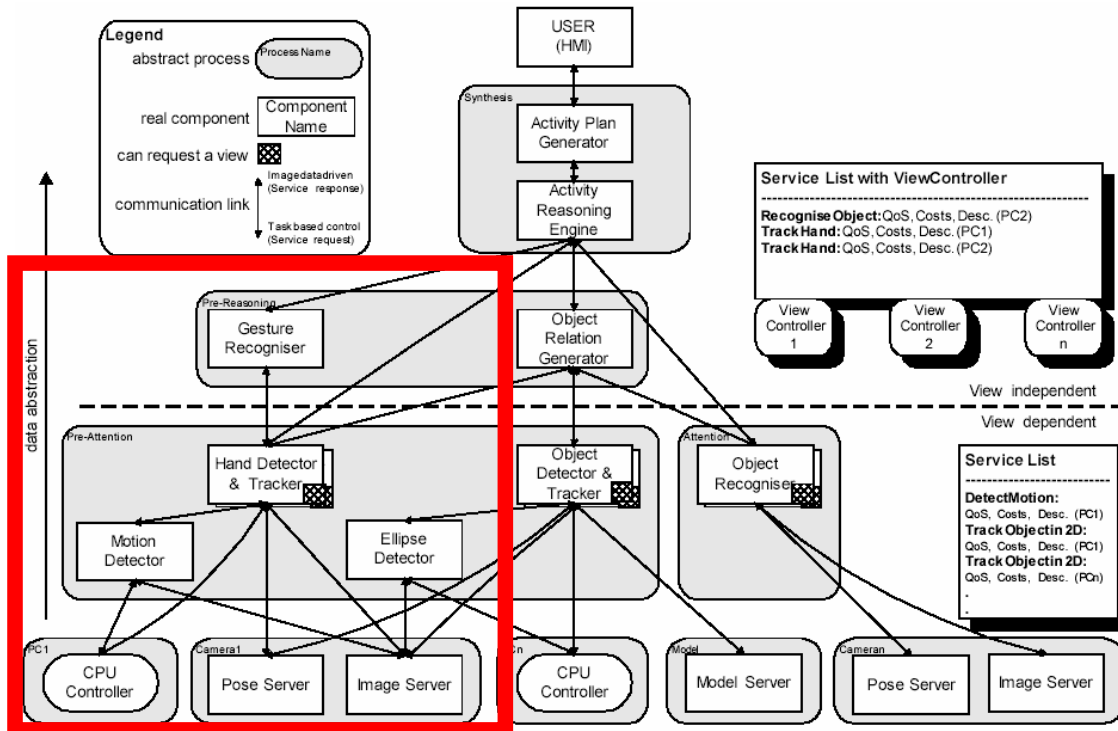 Legend
abstract process
Process Name
real component
Component
Name
can request a view
communication link
Imagedatadriven
(Service response)
Taskbased control
(Service request)
USER
(HMI)
Synthesis
Activity Plan
Generator
Activity
Reasoning
Engine
Service List with ViewController
RecogniseObject: QoS, Costs, Desc. (PC2)
TrackHand: QoS, Costs, Desc. (PC1)
TrackHand: QoS, Costs, Desc. (PC2)
View
Controller
1
View
Controller
2
View
Controller
n
data abstraction
Pre-Reasoning
Gesture
Recogniser
Object
Relation
Generator
View independent
View dependent
Pre-Attention
Hand Detector
& Tracker
Object
Detector &
Tracker
Attention
Object
Recogniser
Motion
Detector
Ellipse
Detector
Service List
DetectMotion:
QoS, Costs, Desc. (PC1)
Track Objectin 2D:
QoS, Costs, Desc. (PC1)
Track Objectin 2D:
QoS, Costs, Desc. (PCn)
.
.
PC1
CPU
Controller
Camera1
Pose Server
Image Server
Cn
CPU
Controller
Model
Model Server
Cameran
Pose Server
Image Server